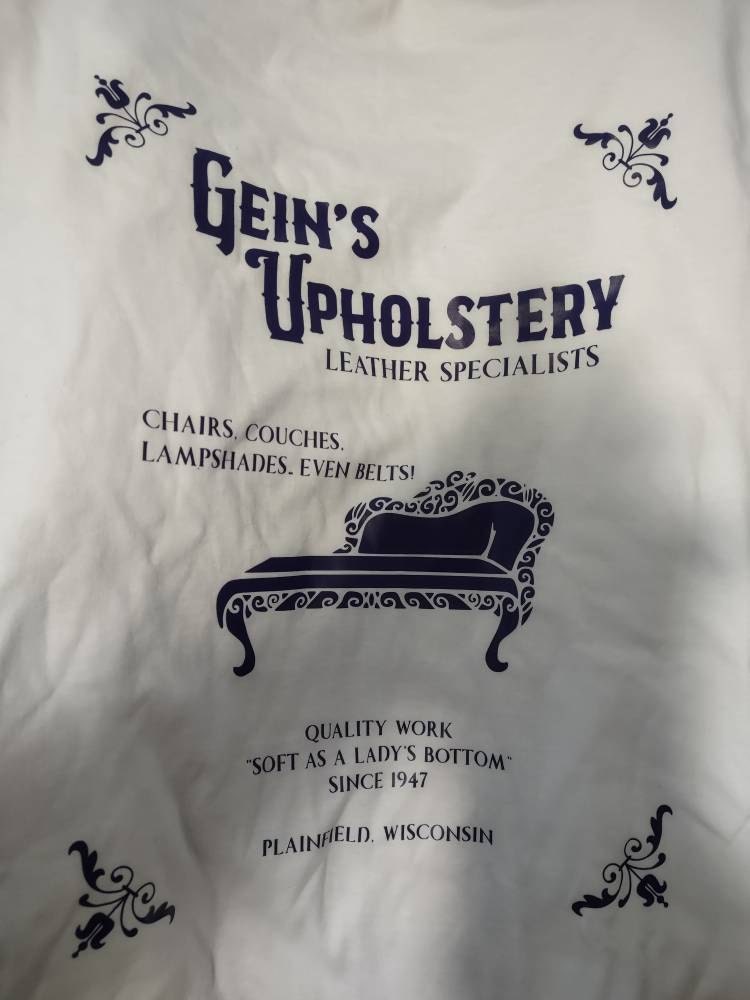 GEIN'S
UPHOLSTERY
LEATHER SPECIALISTS
CHAIRS, COUCHES,
LAMPSHADES. EVEN BELTS!
QUALITY WORK
"SOFT AS A LADY'S BOTTOM"
SINCE 1947
PLAINFIELD, WISCONSIN